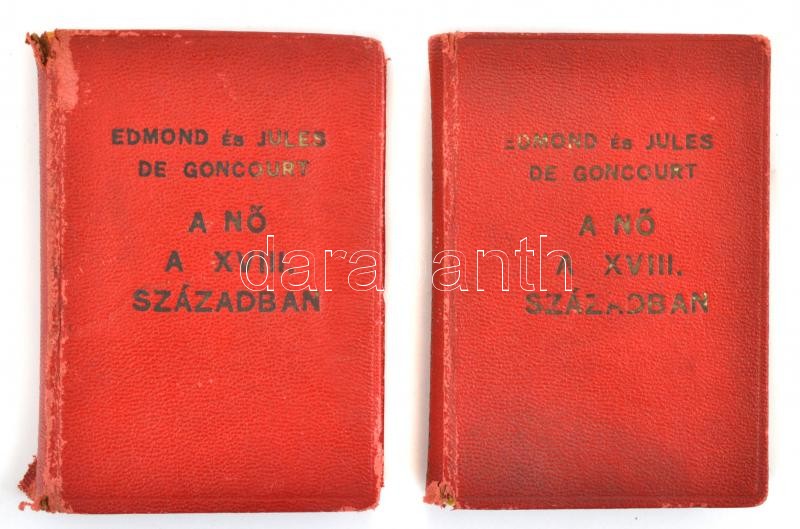 EDMOND és JULES
DE GONCOURT
A NŐ
A XVIII.
SZÁZADBAN
EDMOND és JULES
DE GONCOURT
A NŐ
A XVIII.
SZÁZADBAN
darabanth